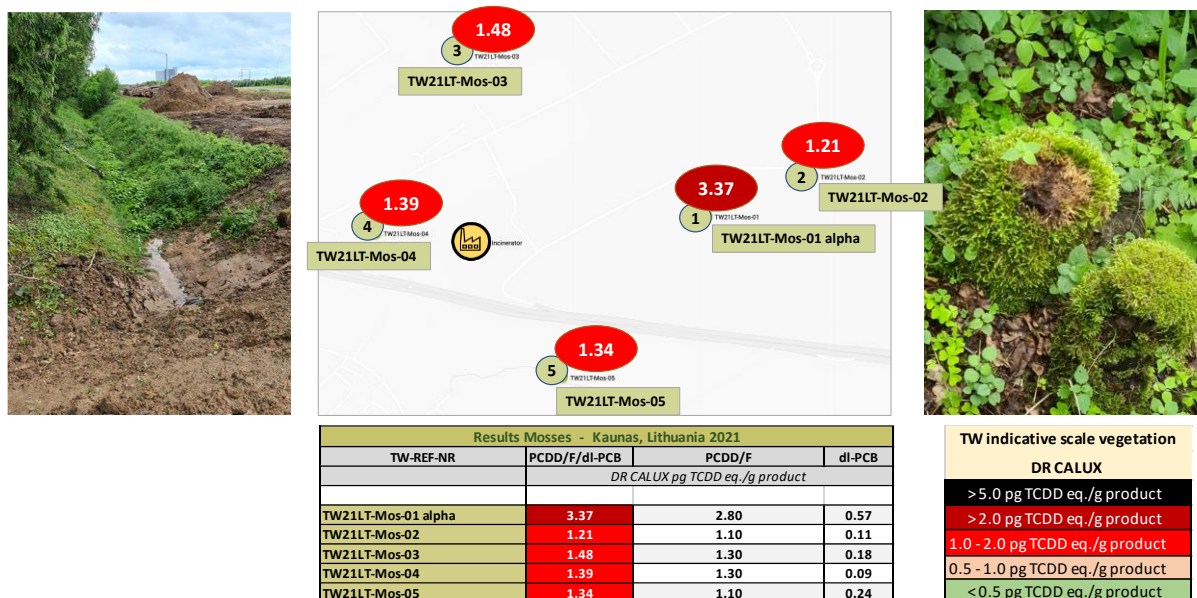 1.48
3
TW21LT-Mos-03
TW21LT-Mos-03
1.21
2
TW21LT-Mos-02
TW21LT-Mos-02
3.37
1
TW21LT-Mos-01
TW21LT-Mos-01 alpha
1.39
4
TW21LT-Mos-04
TW21LT-Mos-04
Incinerator
1.34
5
TW21LT-Mos-05
TW21LT-Mos-05
Results Mosses - Kaunas, Lithuania 2021
TW-REF-NR PCDD/F/dl-PCB PCDD/F dl-PCB
DR CALUX pg TCDD eq./g product
TW21LT-Mos-01 alpha 3.37 2.80 0.57
TW21LT-Mos-02 1.21 1.10 0.11
TW21LT-Mos-03 1.48 1.30 0.18
TW21LT-Mos-04 1.39 1.30 0.09
TW21LT-Mos-05 1.34 1.10 0.24
TW indicative scale vegetation
DR CALUX
>5.0 pg TCDD eq./g product
>2.0 pg TCDD eq./g product
1.0 - 2.0 pg TCDD eq./g product
0.5 - 1.0 pg TCDD eq./g product
<0.5 pg TCDD eq./g product